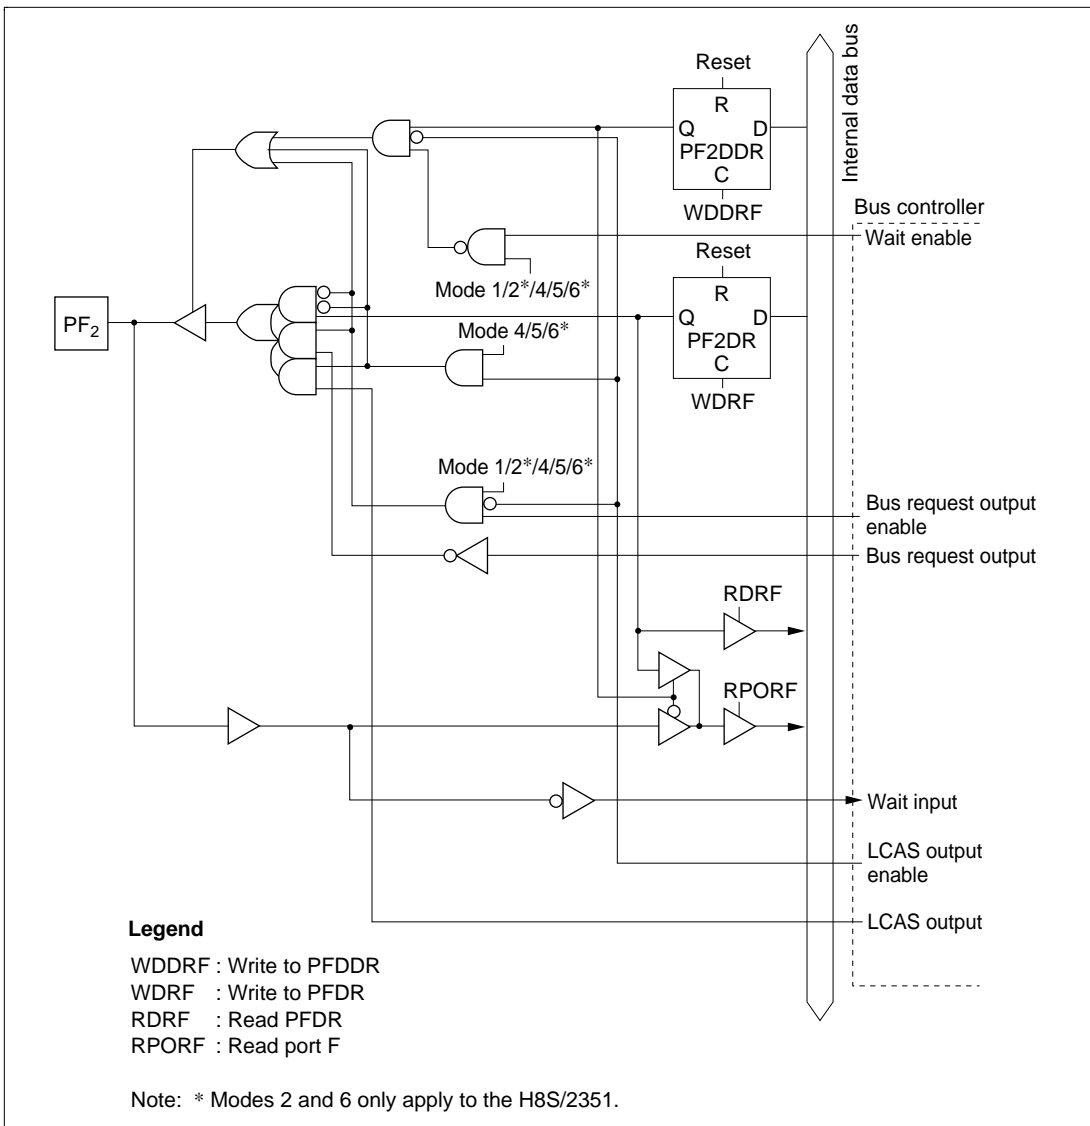 Reset
R
Q D
PF2DDR
C
WDDRF
Internal data bus
Bus controller
Wait enable
Mode 1/2*/4/5/6*
Reset
R
Q D
PF2DR
C
WDRF
PF2
Mode 4/5/6*
Mode 1/2*/4/5/6*
Bus request output
enable
Bus request output
RDRF
RPORF
Wait input
LCAS output
enable
LCAS output
Legend
WDDRF : Write to PFDDR
WDRF : Write to PFDR
RDRF : Read PFDR
RPORF : Read port F
Note: * Modes 2 and 6 only apply to the H8S/2351.